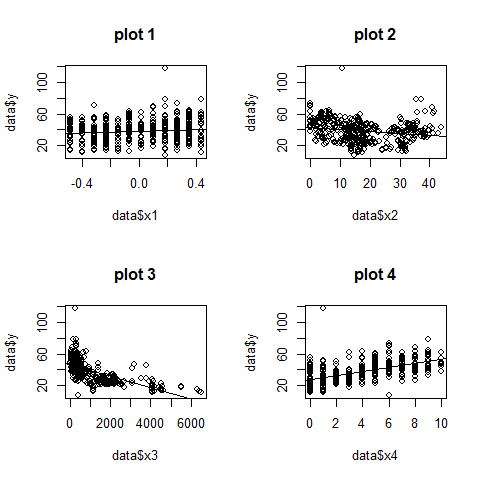 plot 1
data$y
20 60 100
-0.4 0.0 0.4
data$x1
plot 2
data$y
20 60 100
0 10 20 30 40
data$x2
plot 3
data$y
20 60 100
0 2000 4000 6000
data$x3
plot 4
data$y
20 60 100
0 2 4 6 8 10
data$x4